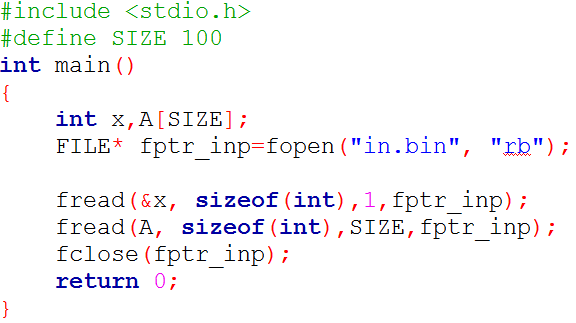 #include <stdio.h>
#define SIZE 100
int main()
{
    int x,A[SIZE];
    FILE* fptr_inp=fopen("in.bin", "rb");

    fread(&x, sizeof(int),1,fptr_inp);
    fread(A, sizeof(int),SIZE,fptr_inp);
    fclose(fptr_inp);
    return 0;
}